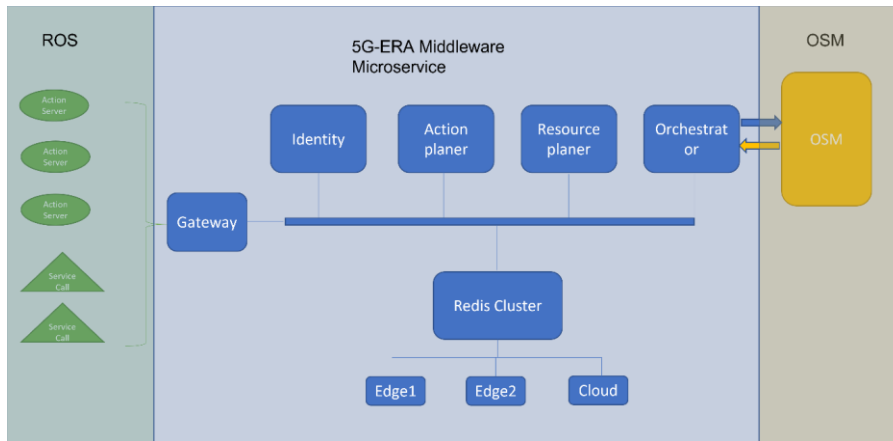 ROS
5G-ERA Middleware
Microservice
OSM
Action
Server
Action
Server
Action
Server
Service
Call
Service
Call
Gateway
Identity
Action
planer
Resource
planer
Orchestrat
or
OSM
Redis Cluster
Edge1
Edge2
Cloud